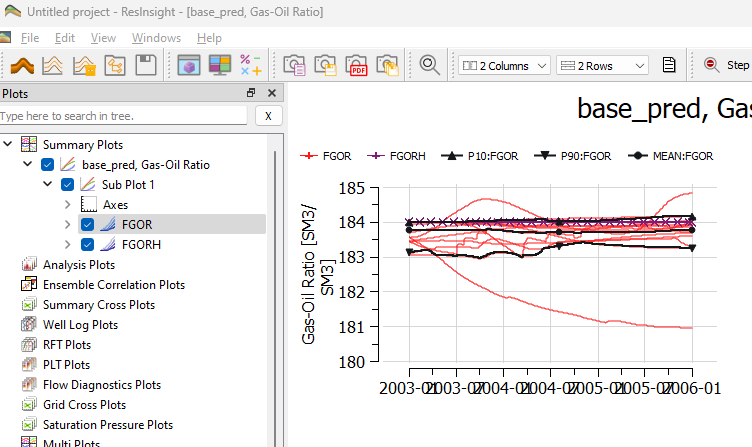 Untitled project - ResInsight - [base_pred, Gas-Oil Ratio]
File Edit View Windows Help
PDF 2 Columns 2 Rows Step
Plots
Type here to search in tree. X
Summary Plots
base_pred, Gas-Oil Ratio
Sub Plot 1
Axes
FGOR
FGORH
Analysis Plots
Ensemble Correlation Plots
Summary Cross Plots
Well Log Plots
RFT Plots
PLT Plots
Flow Diagnostics Plots
Grid Cross Plots
Saturation Pressure Plots
Multi Plots
base_pred, Gas
FGOR FGORH P10:FGOR P90:FGOR MEAN:FGOR
Gas-Oil Ratio [SM3/
SM3]
185
184
183
182
181
180
2003-01 2003-07 2004-01 2004-07 2005-01 2005-07 2006-01